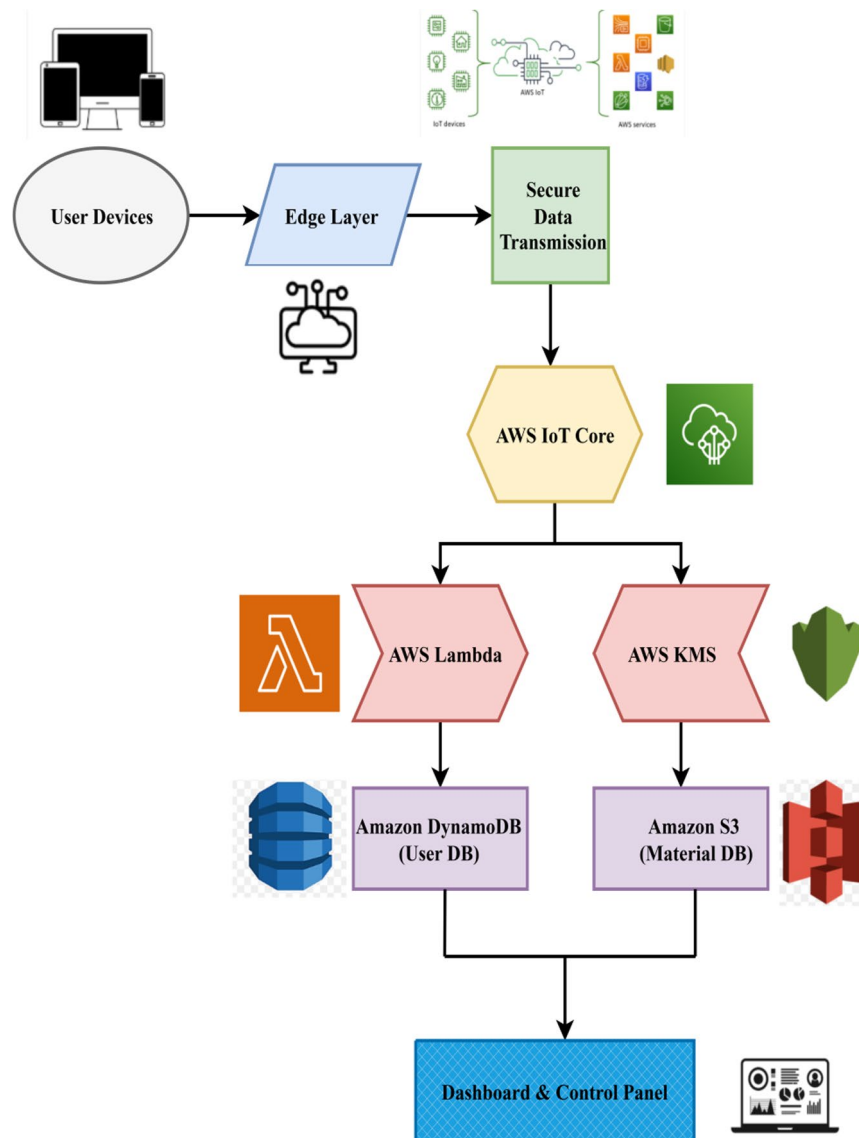 IoT devices
AWS IoT
AWS services
User Devices
Edge Layer
Secure
Data
Transmission
AWS IoT Core
AWS Lambda
AWS KMS
Amazon DynamoDB
(User DB)
Amazon S3
(Material DB)
Dashboard & Control Panel